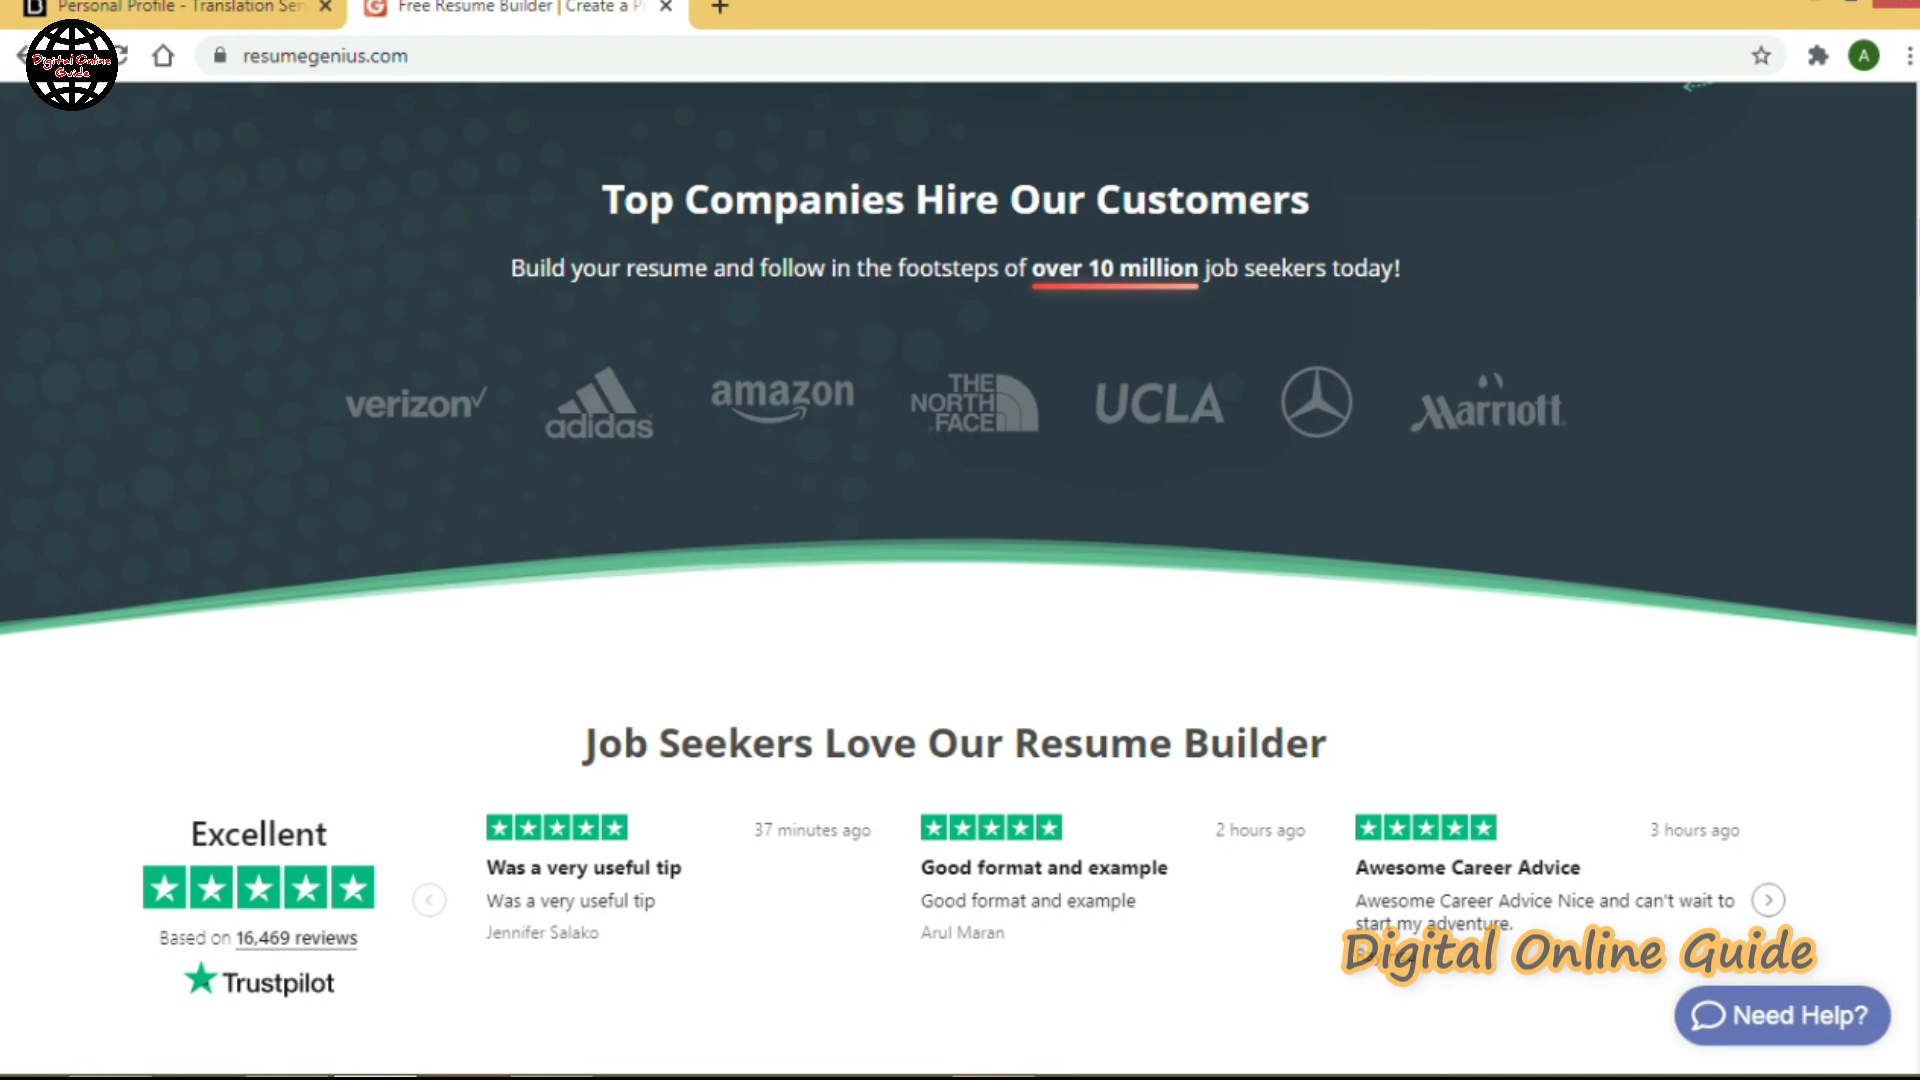 Personal Profile - Translation Ser
Free Resume Builder | Create a P
resumegenius.com
A
Digital Online
Guide
Top Companies Hire Our Customers
Build your resume and follow in the footsteps of over 10 million job seekers today!
verizon
adidas
amazon
THE
NORTH
FACE
UCLA
Marriott
Job Seekers Love Our Resume Builder
Excellent
Based on 16,469 reviews
Trustpilot
37 minutes ago
Was a very useful tip
Was a very useful tip
Jennifer Salako
2 hours ago
Good format and example
Good format and example
Arul Maran
3 hours ago
Awesome Career Advice
Awesome Career Advice Nice and can't wait to
start my adventure.
Digital Online Guide
Need Help?